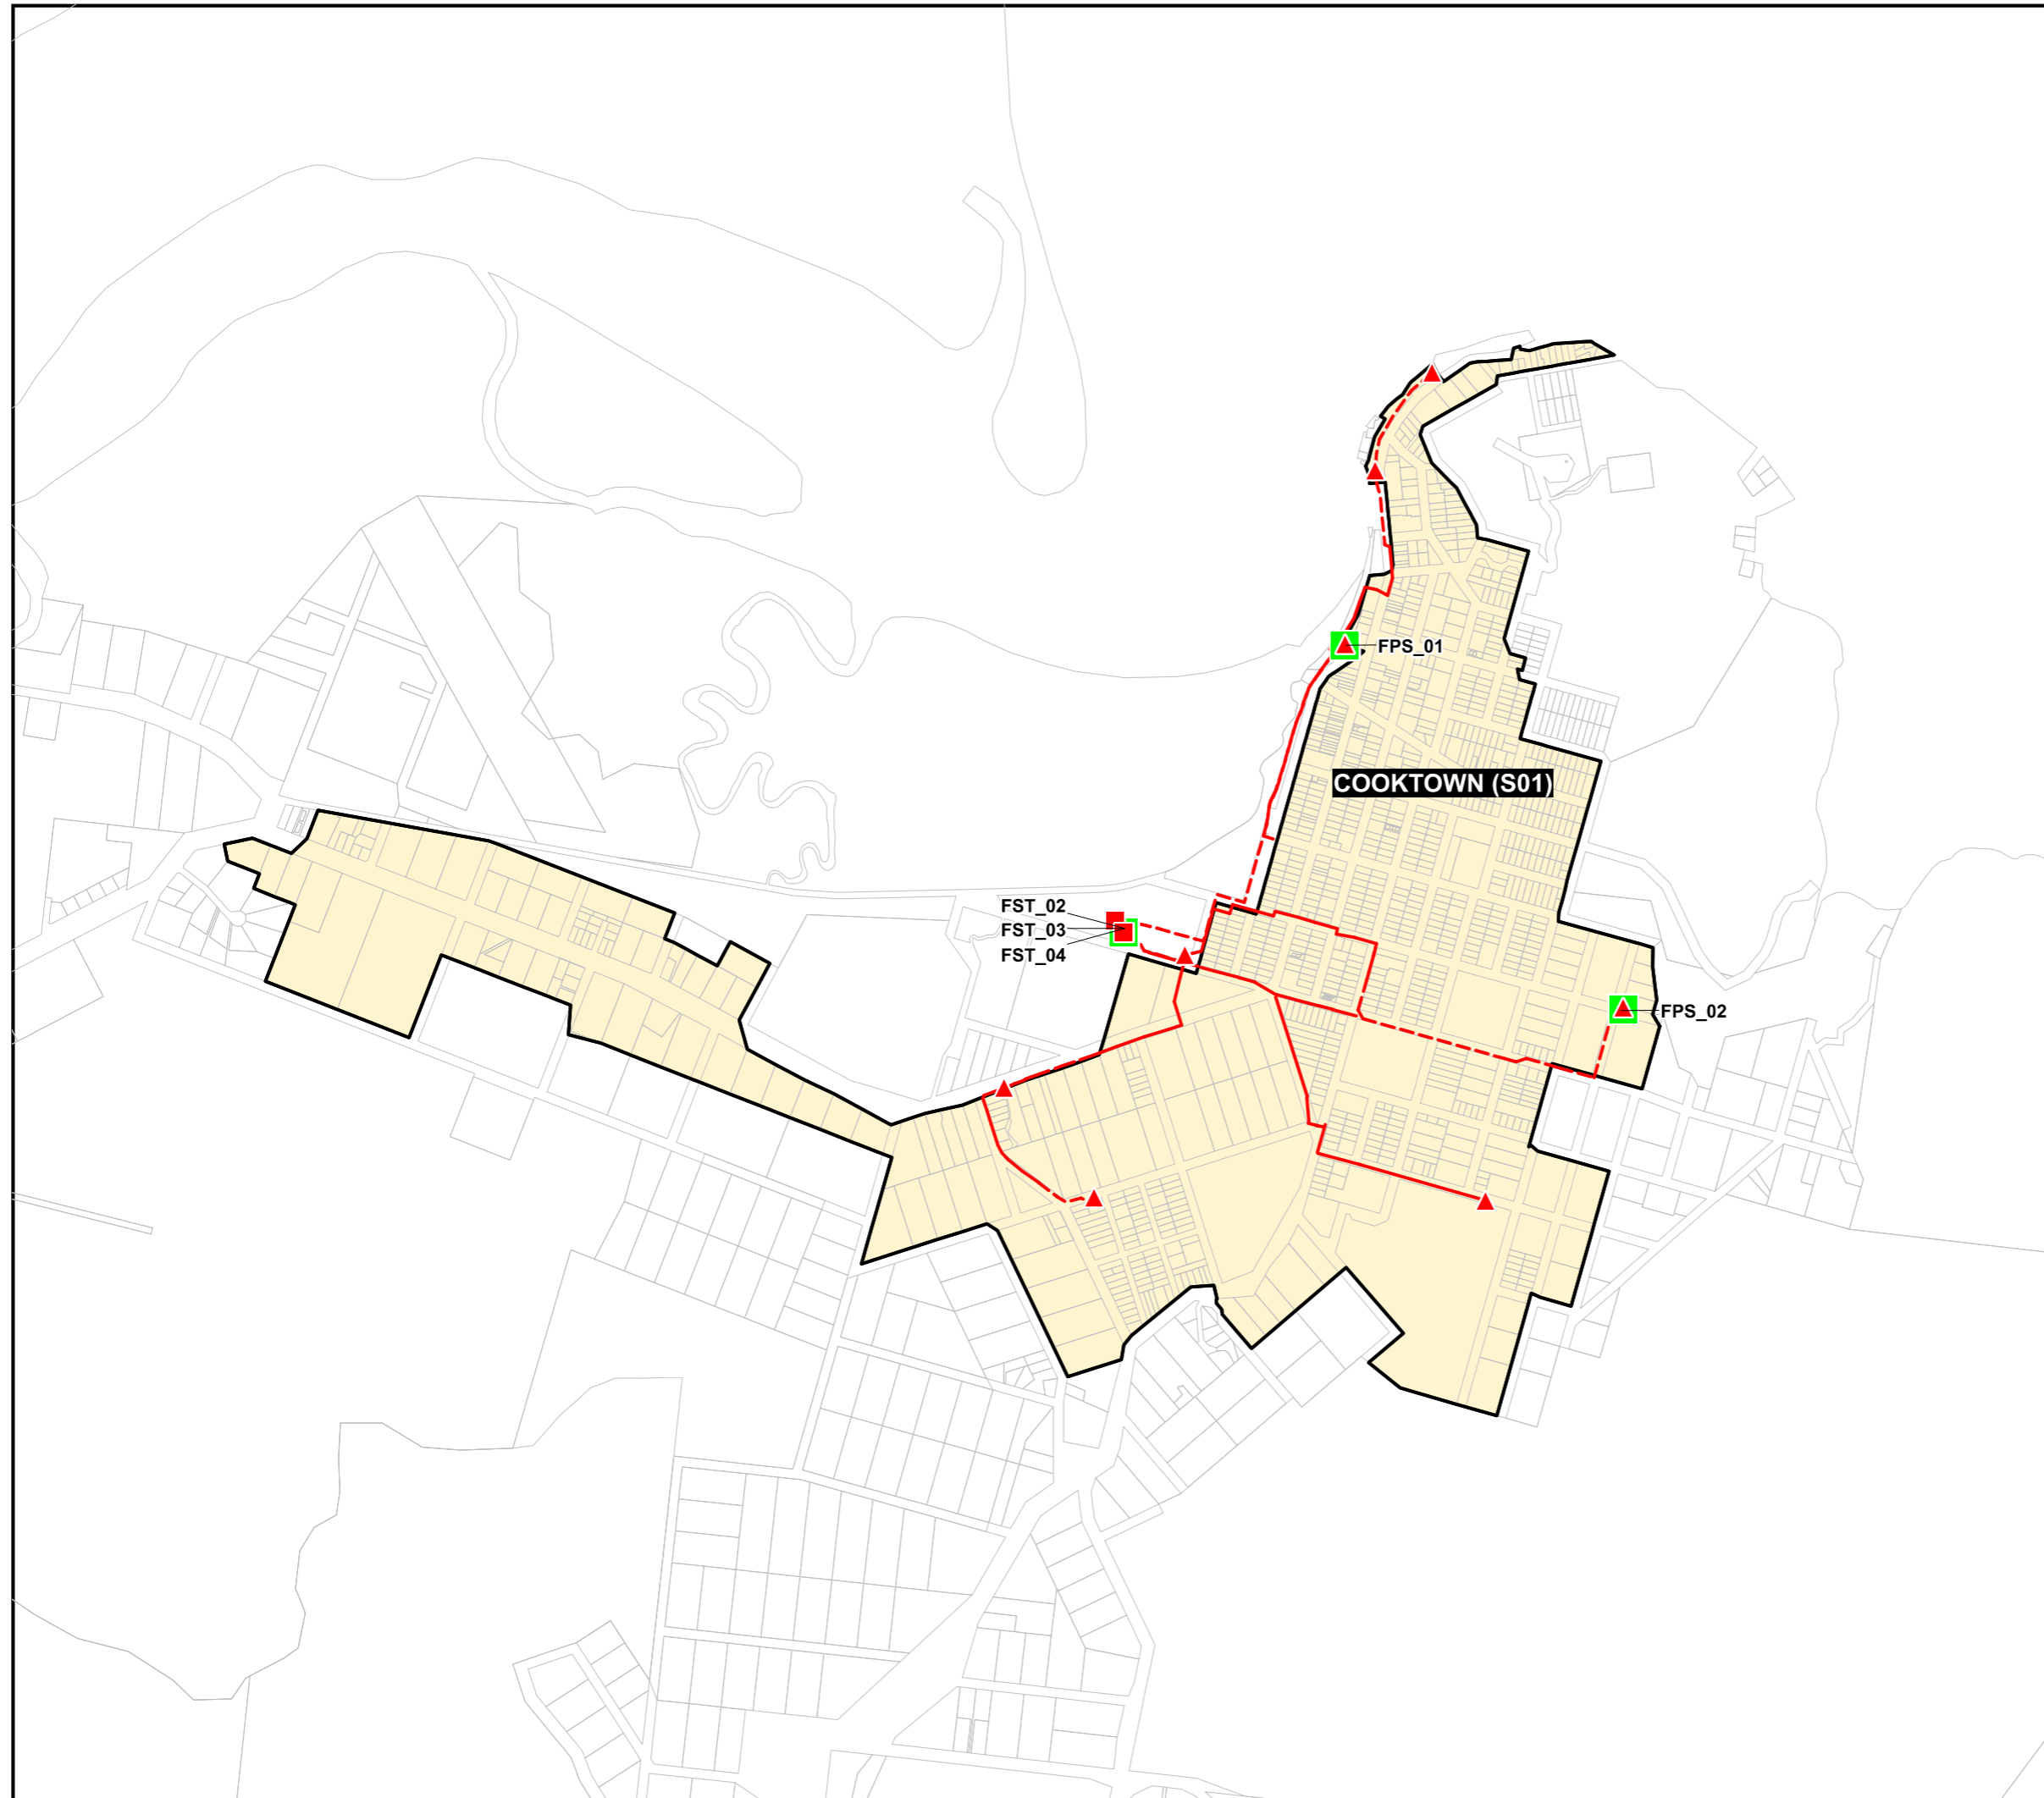 FPS_01
COOKTOWN (S01)
FST_02
FST_03
FST_04
FPS_02